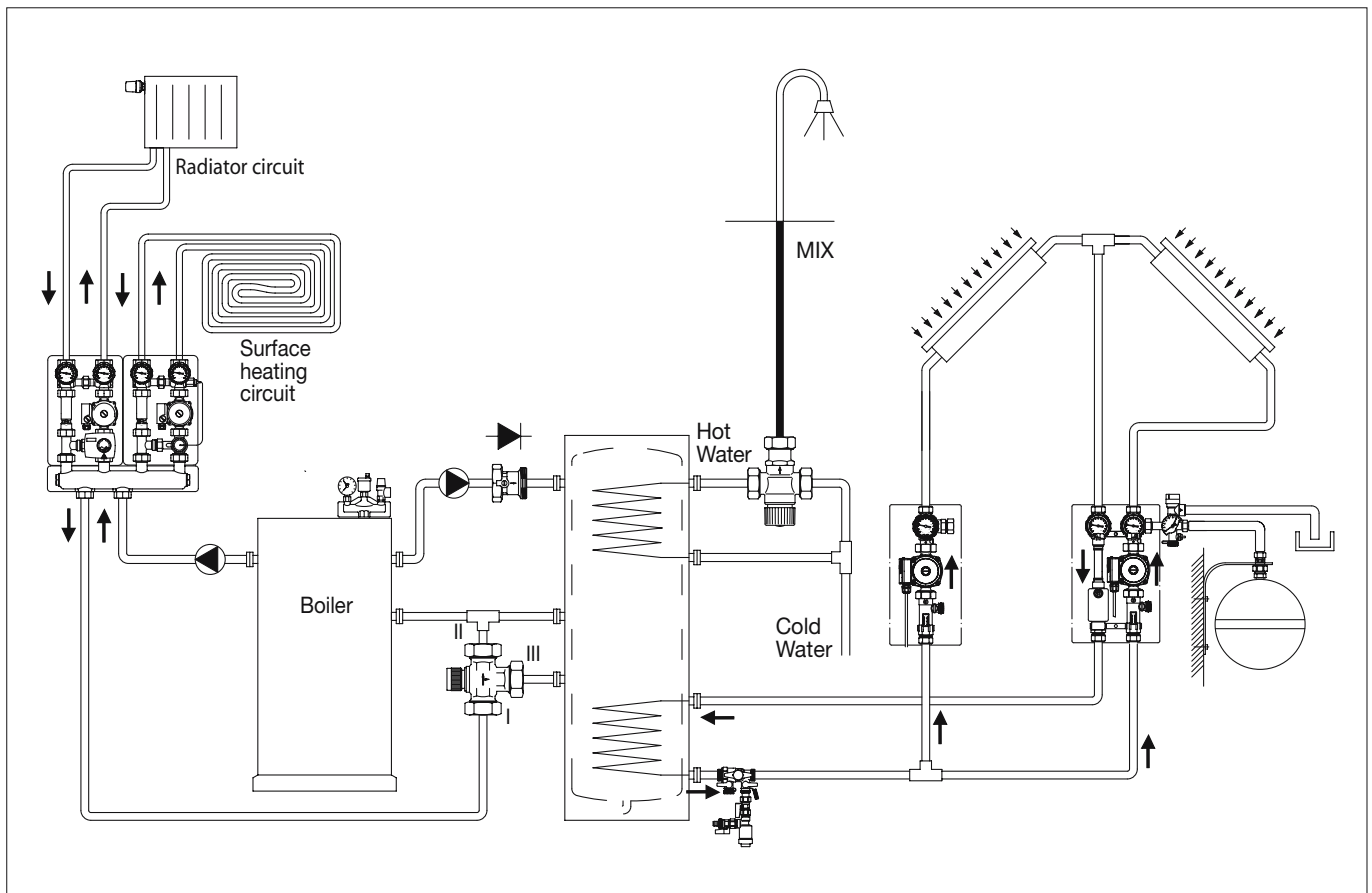 Radiator circuit
MIX
Surface
heating
circuit
Hot
Water
Boiler
II
III
I
Cold
Water